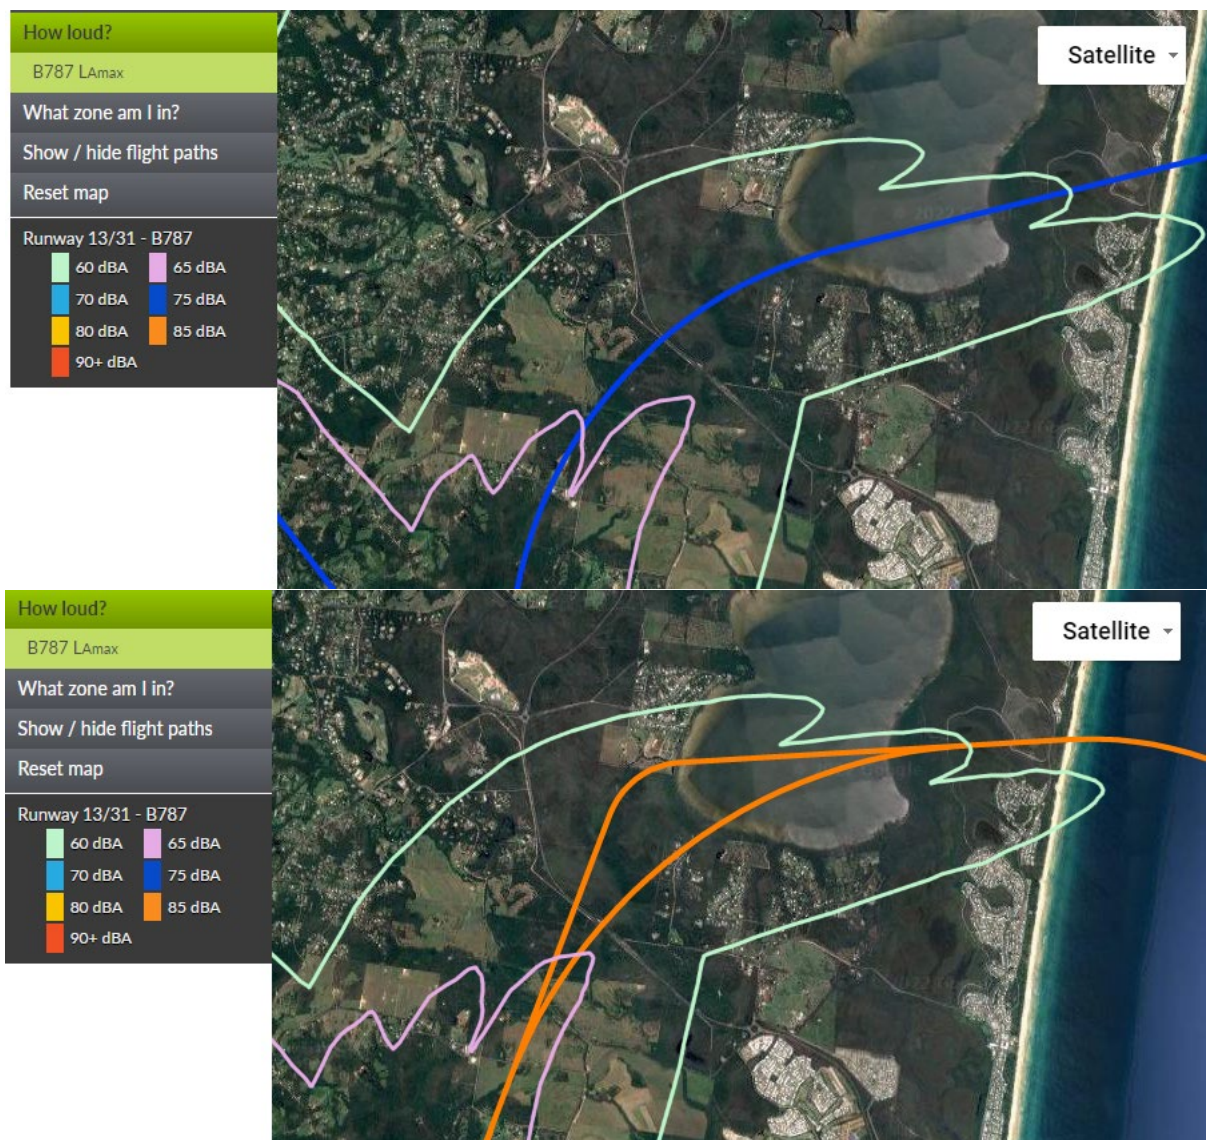 How loud?
B787 LAmax
What zone am I in?
Show / hide flight paths
Reset map
Runway 13/31 - B787
60 dBA 65 dBA
70 dBA 75 dBA
80 dBA 85 dBA
90+ dBA
Satellite
How loud?
B787 LAmax
What zone am I in?
Show / hide flight paths
Reset map
Runway 13/31 - B787
60 dBA 65 dBA
70 dBA 75 dBA
80 dBA 85 dBA
90+ dBA
Satellite